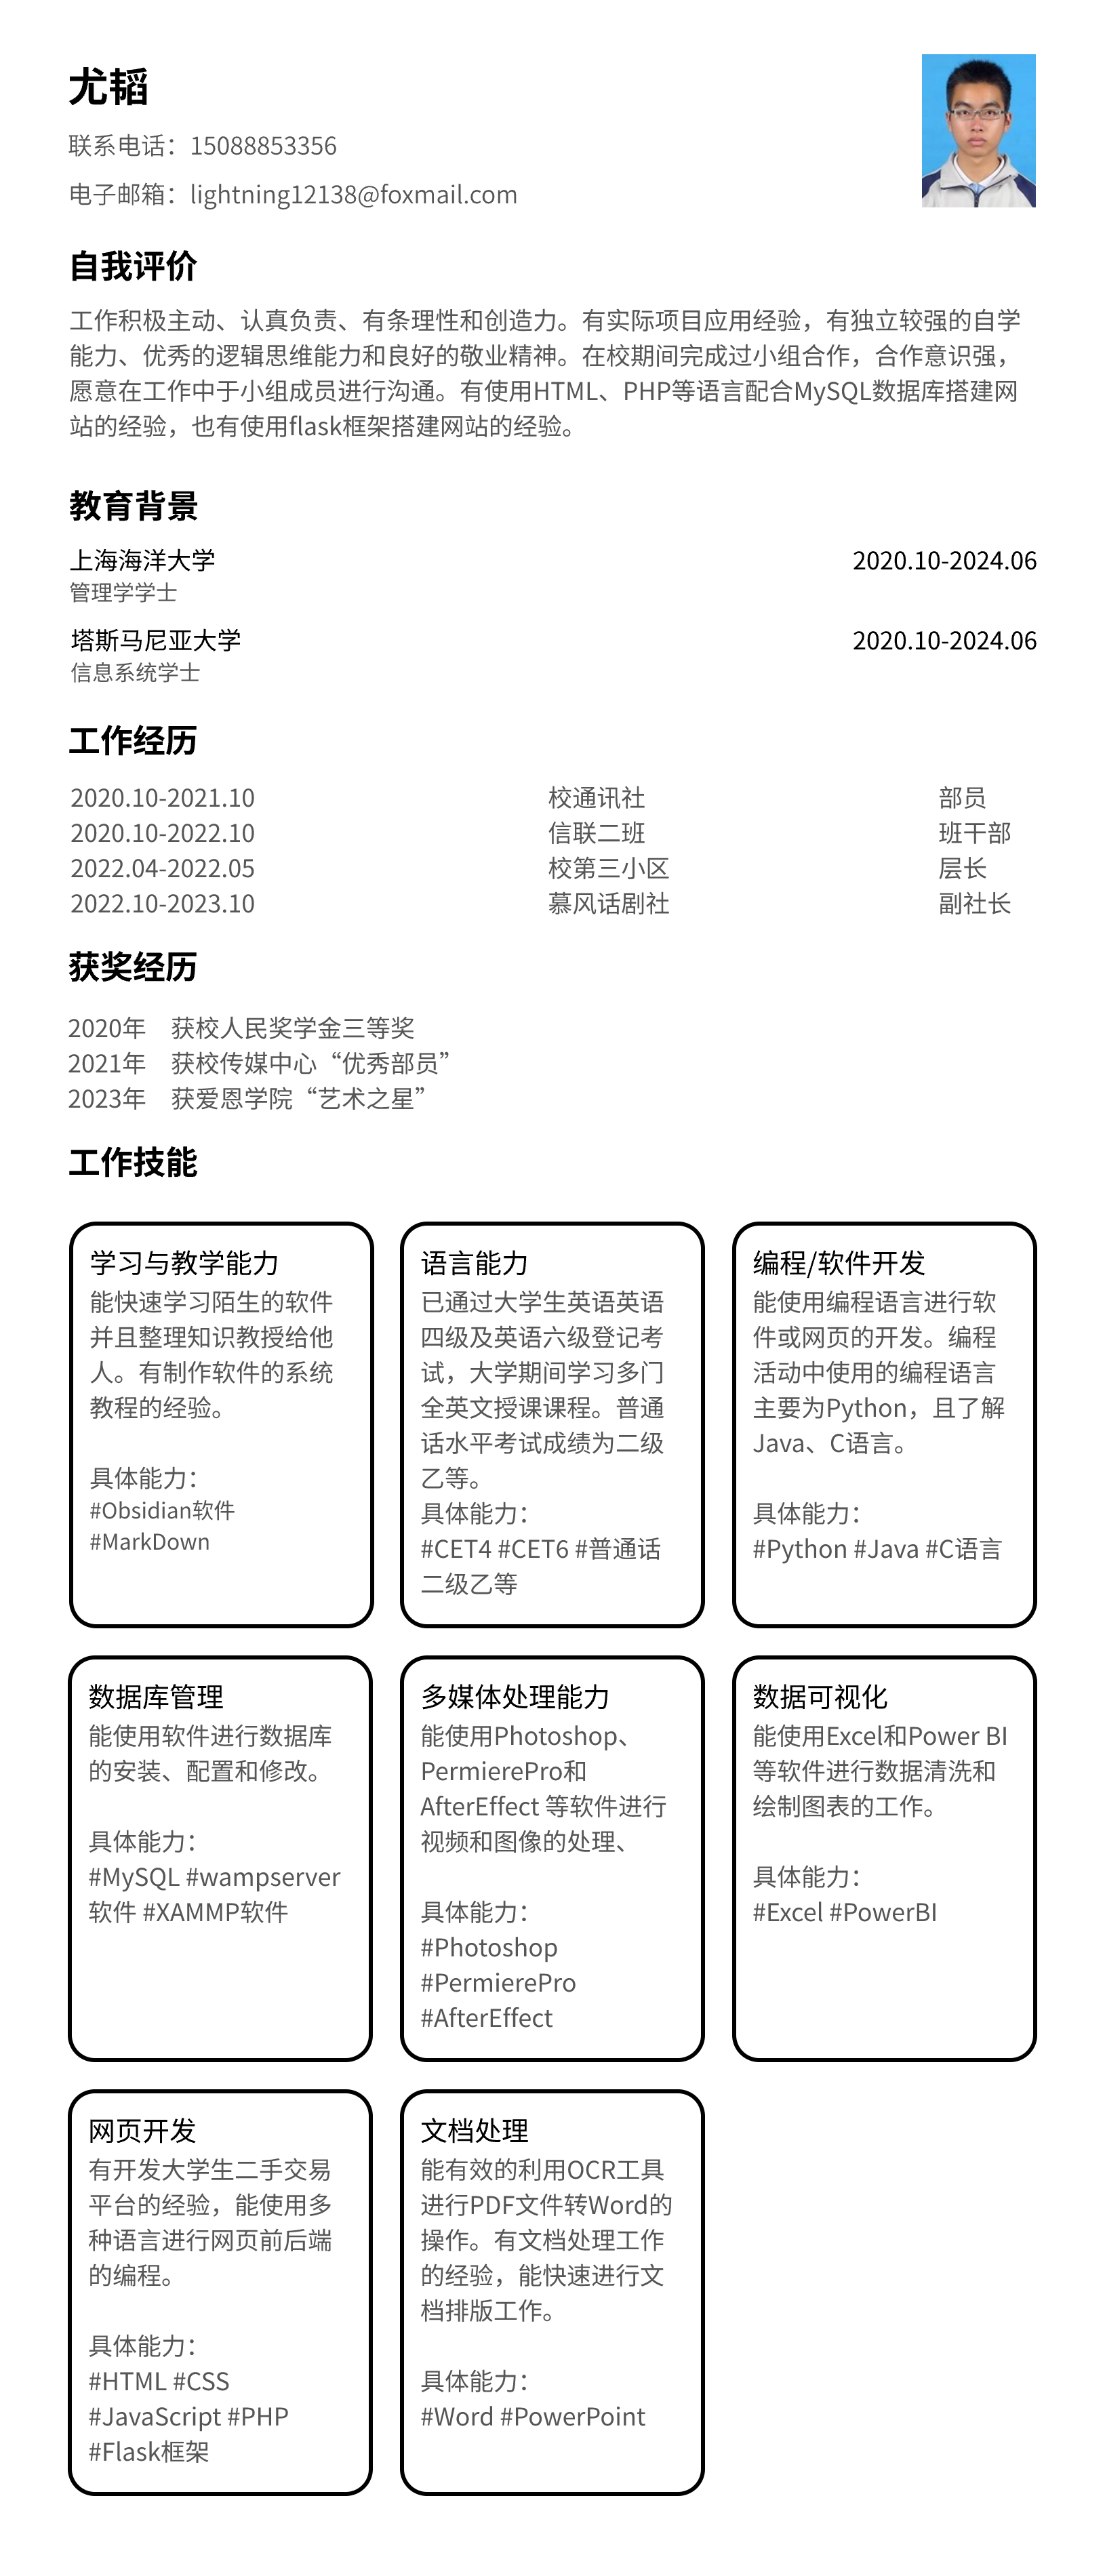 尤韬
联系电话：15088853356
电子邮箱：lightning12138@foxmail.com
自我评价
工作积极主动、认真负责、有条理性和创造力。有实际项目应用经验，有独立较强的自学
能力、优秀的逻辑思维能力和良好的敬业精神。在校期间完成过小组合作，合作意识强，
愿意在工作中于小组成员进行沟通。有使用HTML、PHP等语言配合MySQL数据库搭建网
站的经验，也有使用flask框架搭建网站的经验。
教育背景
上海海洋大学 2020.10-2024.06
管理学学士
塔斯马尼亚大学 2020.10-2024.06
信息系统学士
工作经历
2020.10-2021.10 校通讯社 部员
2020.10-2022.10 信联二班 班干部
2022.04-2022.05 校第三小区 层长
2022.10-2023.10 慕风话剧社 副社长
获奖经历
2020年 获校人民奖学金三等奖
2021年 获校传媒中心“优秀部员”
2023年 获爱恩学院“艺术之星”
工作技能
学习与教学能力
能快速学习陌生的软件
并且整理知识教授给他
人。有制作软件的系统
教程的经验。
具体能力：
#Obsidian软件
#MarkDown
语言能力
已通过大学生英语英语
四级及英语六级登记考
试，大学期间学习多门
全英文授课课程。普通
话水平考试成绩为二级
乙等。
具体能力：
#CET4 #CET6 #普通话
二级乙等
编程/软件开发
能使用编程语言进行软
件或网页的开发。编程
活动中使用的编程语言
主要为Python，且了解
Java、C语言。
具体能力：
#Python #Java #C语言
数据库管理
能使用软件进行数据库
的安装、配置和修改。
具体能力：
#MySQL #wampserver
软件 #XAMMP软件
多媒体处理能力
能使用Photoshop、
PermierePro和
AfterEffect 等软件进行
视频和图像的处理、
具体能力：
#Photoshop
#PermierePro
#AfterEffect
数据可视化
能使用Excel和Power BI
等软件进行数据清洗和
绘制图表的工作。
具体能力：
#Excel #PowerBI
网页开发
有开发大学生二手交易
平台的经验，能使用多
种语言进行网页前后端
的编程。
具体能力：
#HTML #CSS
#JavaScript #PHP
#Flask框架
文档处理
能有效的利用OCR工具
进行PDF文件转Word的
操作。有文档处理工作
的经验，能快速进行文
档排版工作。
具体能力：
#Word #PowerPoint